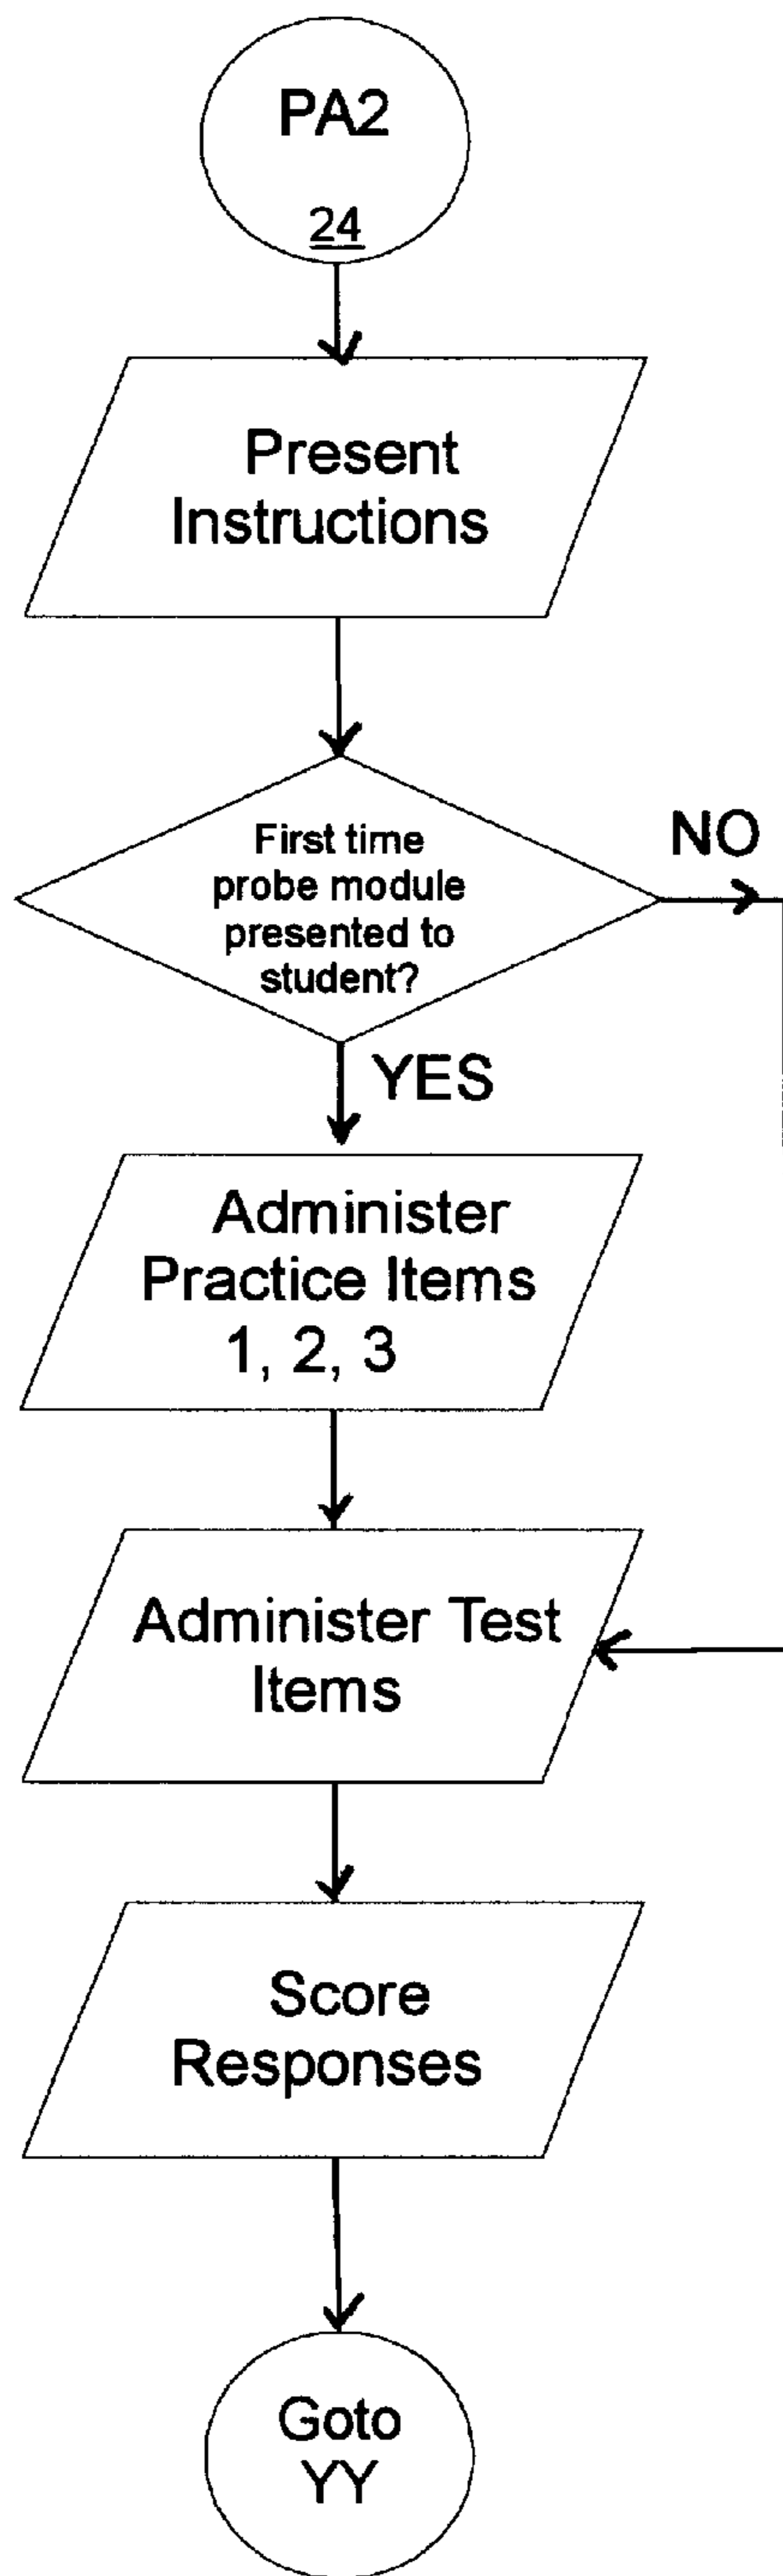 PA2
24
Present
Instructions
First time
probe module
presented to
student?
NO
YES
Administer
Practice Items
1, 2, 3
Administer Test
Items
Score
Responses
Goto
YY